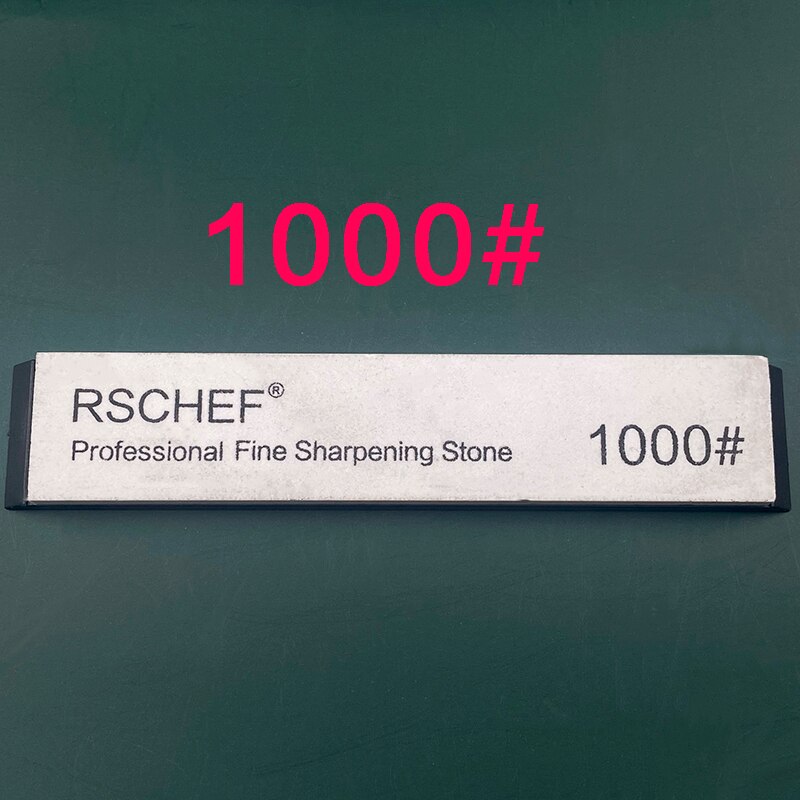 1000#
RSCHEF®
Professional Fine Sharpening Stone
1000#